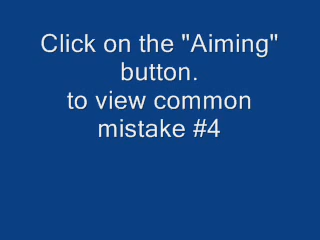 Click on the "Aiming"
button.
to view common
mistake #4